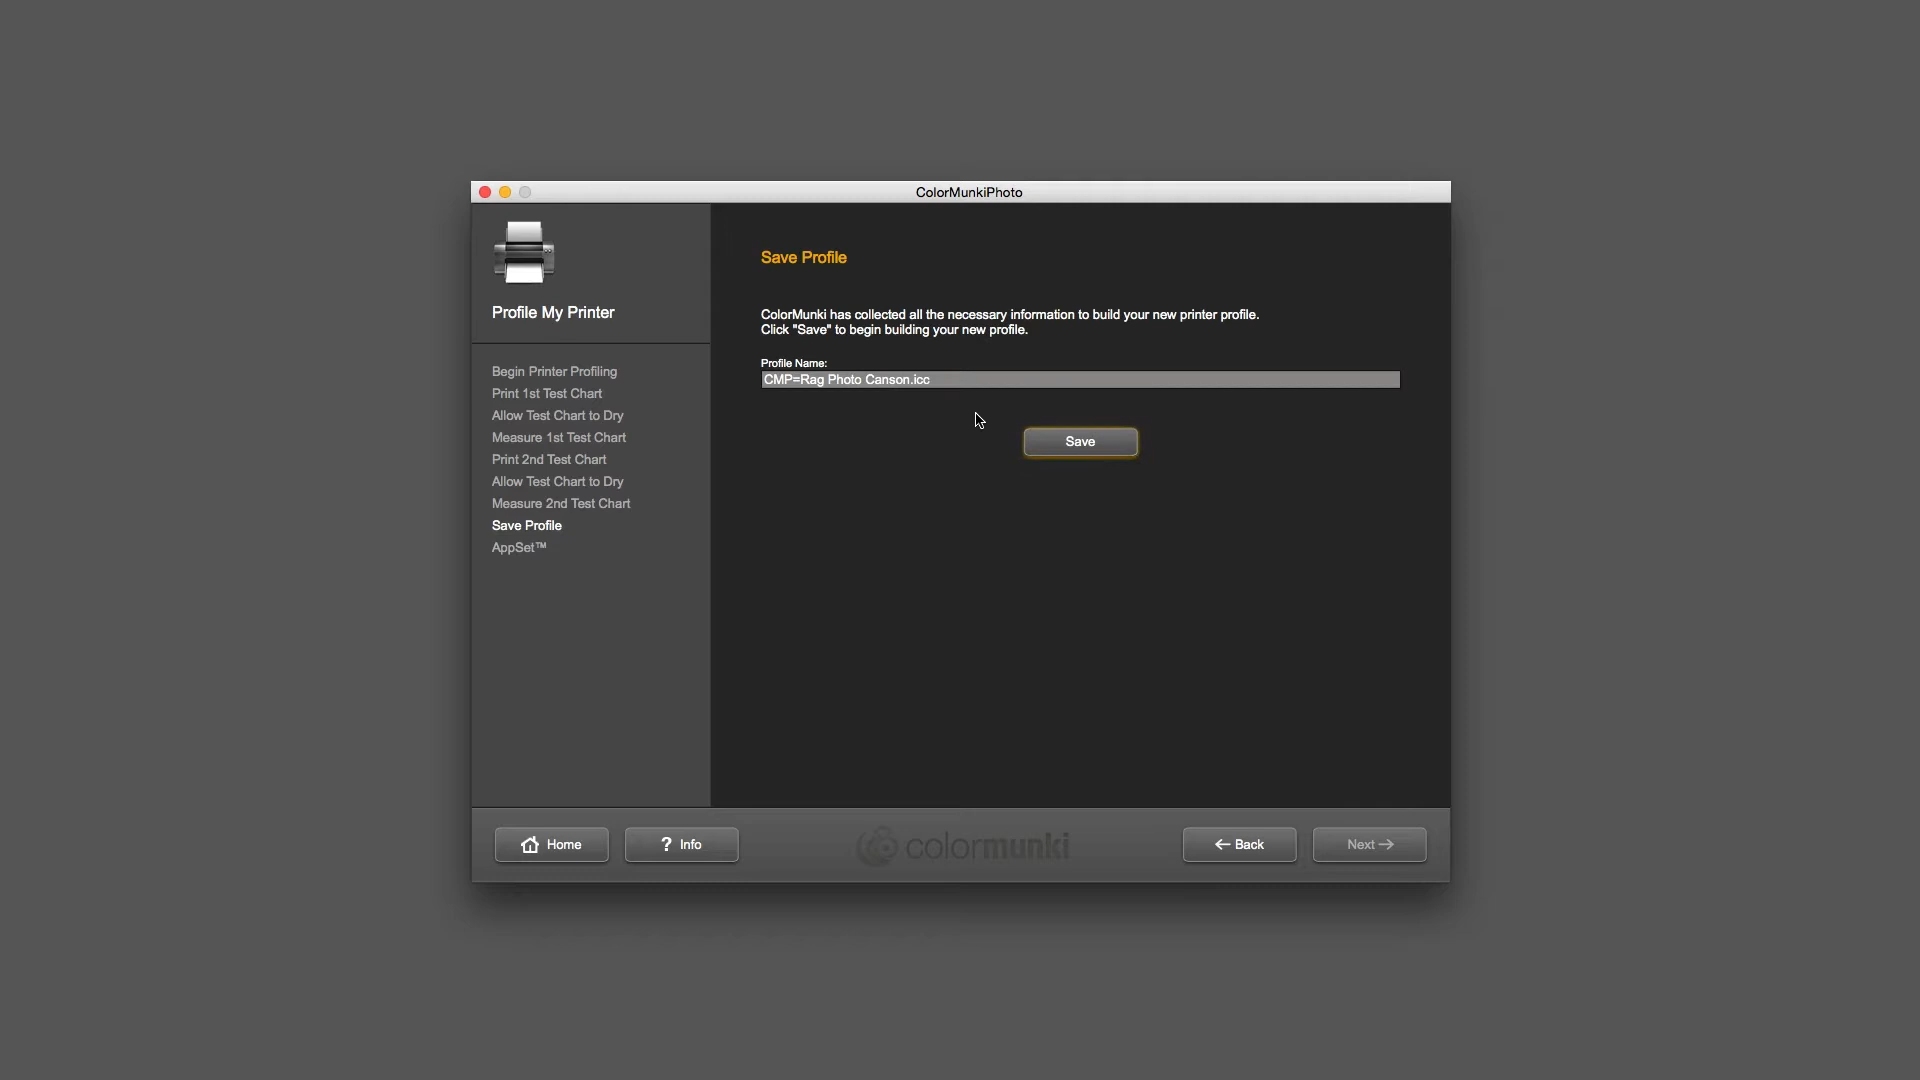 ColorMunkiPhoto
Profile My Printer
Begin Printer Profiling
Print 1st Test Chart
Allow Test Chart to Dry
Measure 1st Test Chart
Print 2nd Test Chart
Allow Test Chart to Dry
Measure 2nd Test Chart
Save Profile
AppSet™
Save Profile
ColorMunki has collected all the necessary information to build your new printer profile.
Click "Save" to begin building your new profile.
Profile Name:
CMP=Rag Photo Canson.icc
Save
Home
? Info
colormunki
← Back
Next →